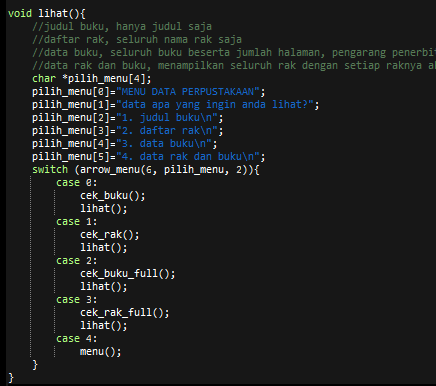 void lihat(){
//judul buku, hanya judul saja
//daftar rak, seluruh nama rak saja
//data buku, seluruh buku beserta jumlah halaman, pengarang penerbi
//data rak dan buku, menampilkan seluruh rak dengan setiap raknya
char *pilih_menu[4];
pilih_menu[0]="MENU DATA PERPUSTAKAAN";
pilih_menu[1]="data apa yang ingin anda lihat?";
pilih_menu[2]="1. judul buku\n";
pilih_menu[3]="2. daftar rak\n";
pilih_menu[4]="3. data buku\n";
pilih_menu[5]="4. data rak dan buku\n";
switch (arrow_menu(6, pilih_menu, 2)){
case 0:
cek_buku();
lihat();
case 1:
cek_rak();
lihat();
case 2:
cek_buku_full();
lihat();
case 3:
cek_rak_full();
lihat();
case 4:
menu();
}
}